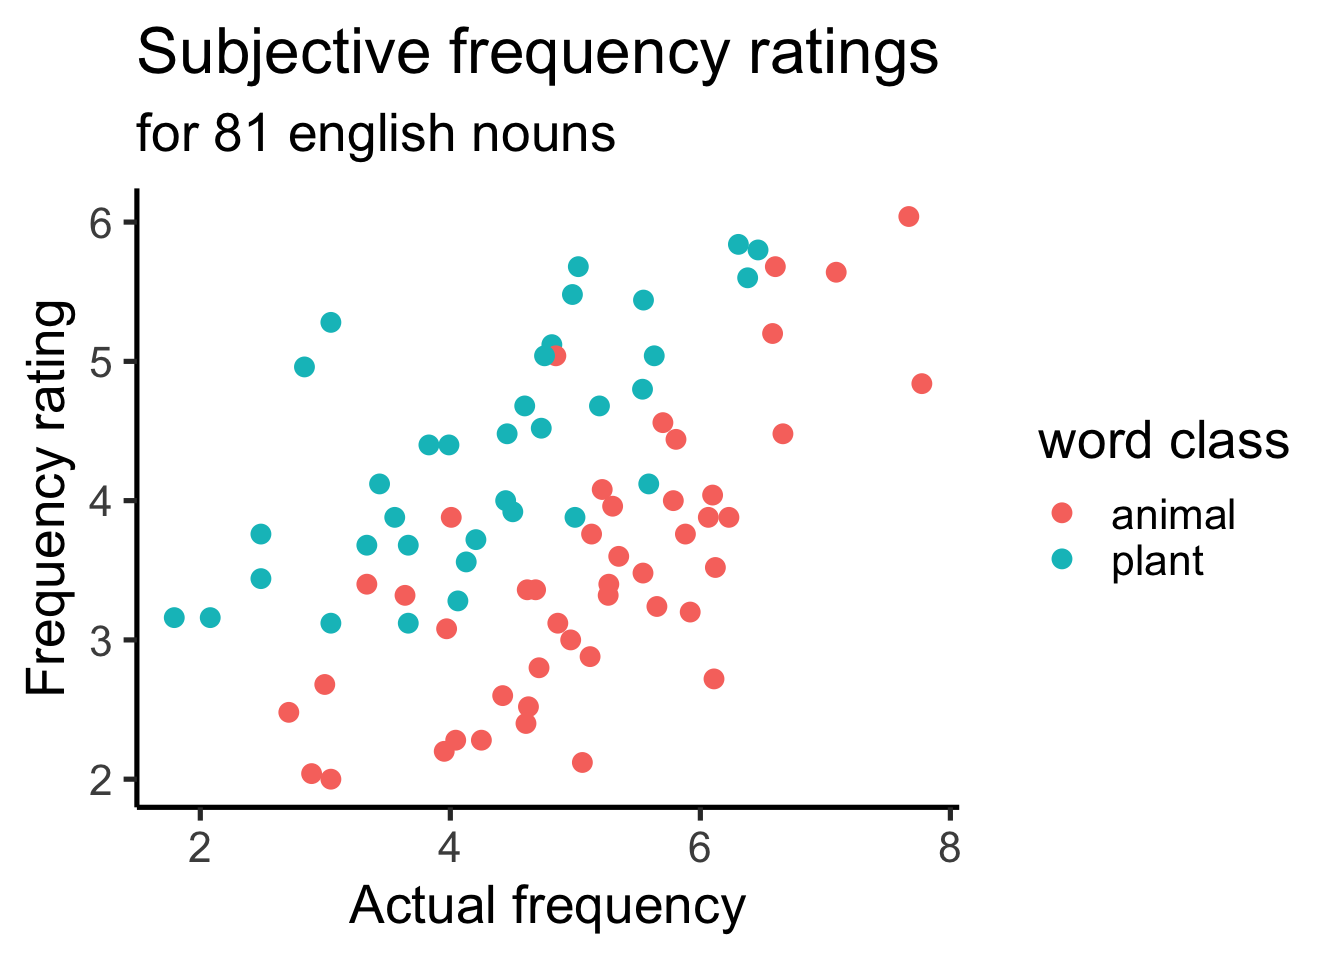 Subjective frequency ratings
for 81 english nouns
Frequency rating
6
5
4
3
2
2 4 6 8
Actual frequency
word class
animal
plant